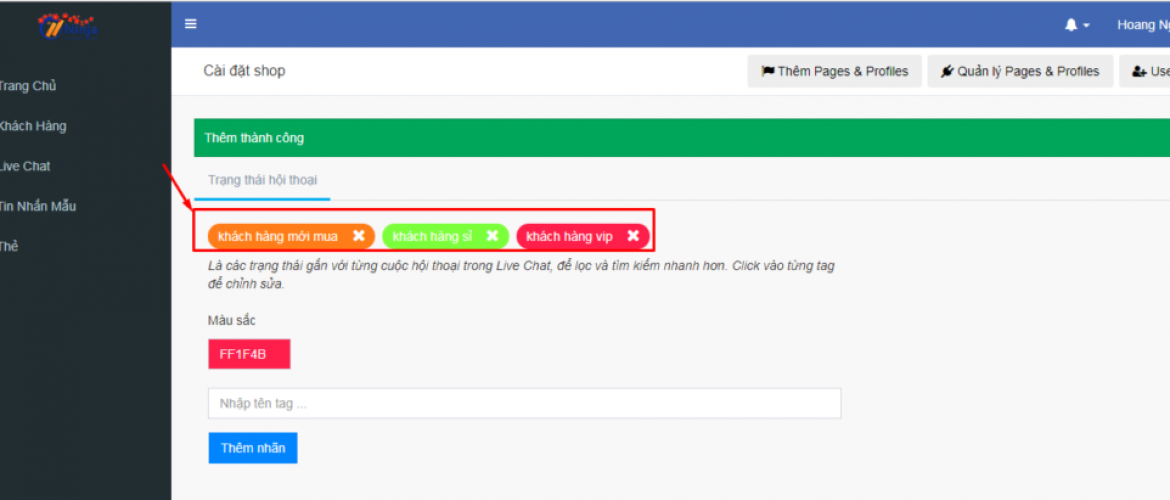 Hoang Ng
Cài đặt shop
Thêm Pages & Profiles
Quản lý Pages & Profiles
Use
Trang Chủ
Khách Hàng
Live Chat
Tin Nhắn Mẫu
Thẻ
Thêm thành công
Trạng thái hội thoại
khách hàng mới mua
khách hàng sỉ
khách hàng vip
Là các trạng thái gắn với từng cuộc hội thoại trong Live Chat, để lọc và tìm kiếm nhanh hơn. Click vào từng tag
để chỉnh sửa.
Màu sắc
FF1F4B
Nhập tên tag ...
Thêm nhãn